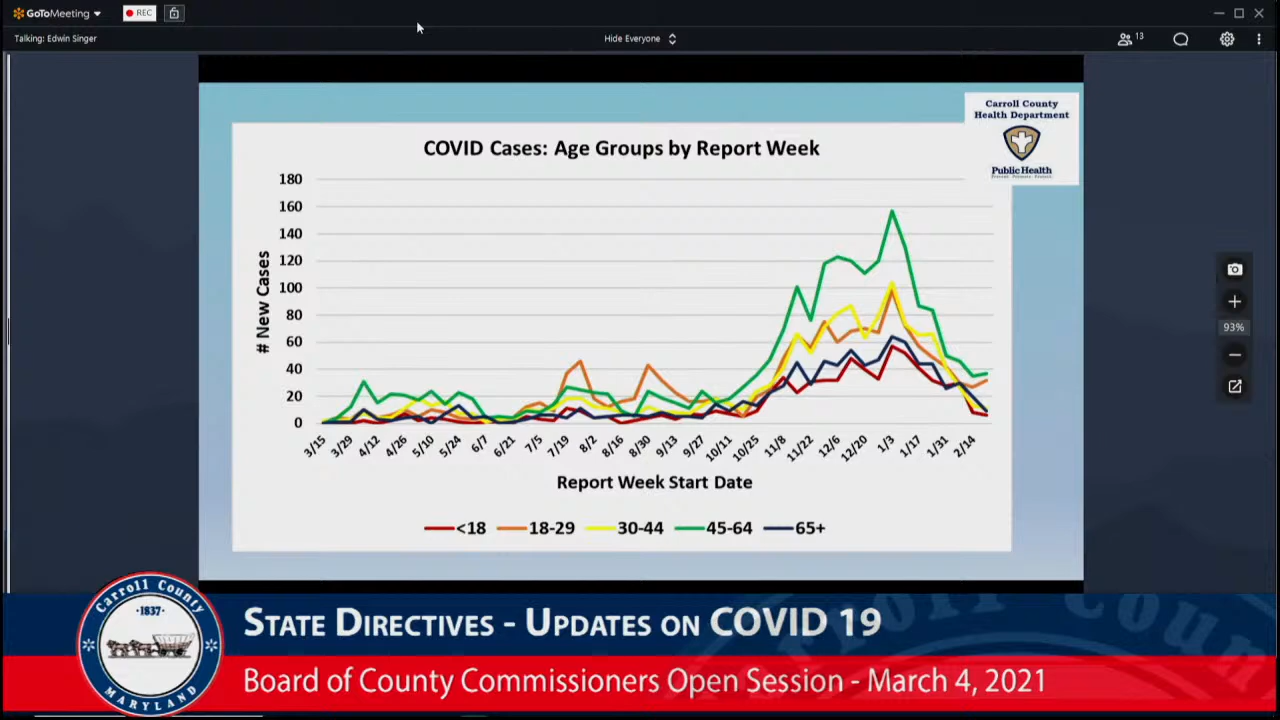 GoToMeeting
REC
Talking: Edwin Singer
Hide Everyone
13
Carroll County
Health Department
Public Health
COVID Cases: Age Groups by Report Week
180
160
140
120
100
80
60
40
20
0
# New Cases
3/15 3/29 4/12 4/26 5/10 5/24 6/7 6/21 7/5 7/19 8/2 8/16 8/30 9/13 9/27 10/11 10/25 11/8 11/22 12/6 12/20 1/3 1/17 1/31 2/14
Report Week Start Date
<18 18-29 30-44 45-64 65+
93%
Carroll County
1837
MARYLAND
STATE DIRECTIVES - UPDATES ON COVID 19
Board of County Commissioners Open Session - March 4, 2021